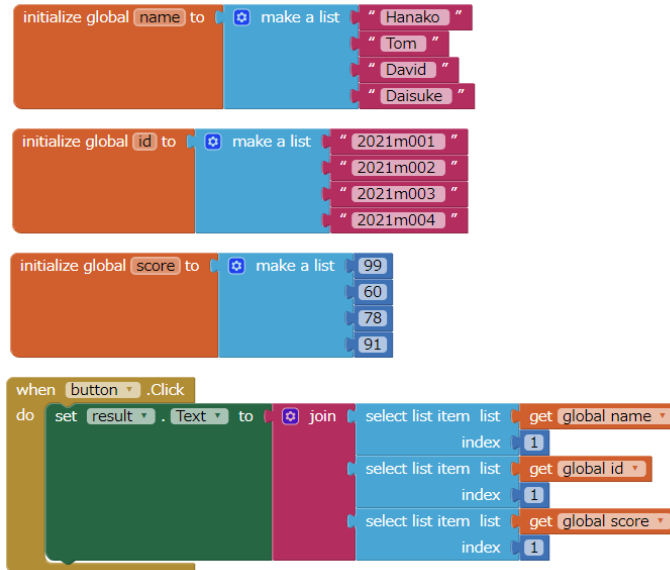 initialize global name to make a list " Hanako "
" Tom "
" David "
" Daisuke "
initialize global id to make a list " 2021m001 "
" 2021m002 "
" 2021m003 "
" 2021m004 "
initialize global score to make a list 99
60
78
91
when button .Click
do set result . Text to join select list item list get global name
index 1
select list item list get global id
index 1
select list item list get global score
index 1